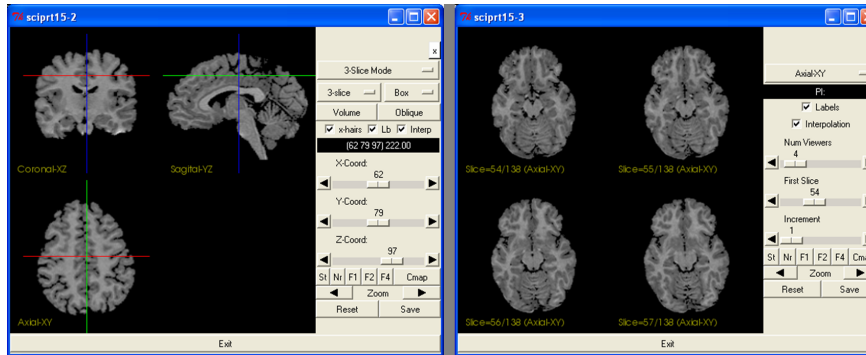 sciprt15-2
x
3-Slice Mode
3-slice Box
Volume Oblique
x-hairs Lb Interp
(62 79 97) 222.00
X-Coord:
62
Y-Coord:
79
Z-Coord:
97
St Nr F1 F2 F4 Cmap
Zoom
Reset Save
Coronal-XZ
Sagital-YZ
Axial-XY
Exit
sciprt15-3
Axial-XY
PI:
Labels
Interpolation
Num Viewers
4
First Slice
54
Increment
1
St Nr F1 F2 F4
Zoom
Reset Save
Slice=54/138 (Axial-XY)
Slice=55/138 (Axial-XY)
Slice=56/138 (Axial-XY)
Slice=57/138 (Axial-XY)
Exit